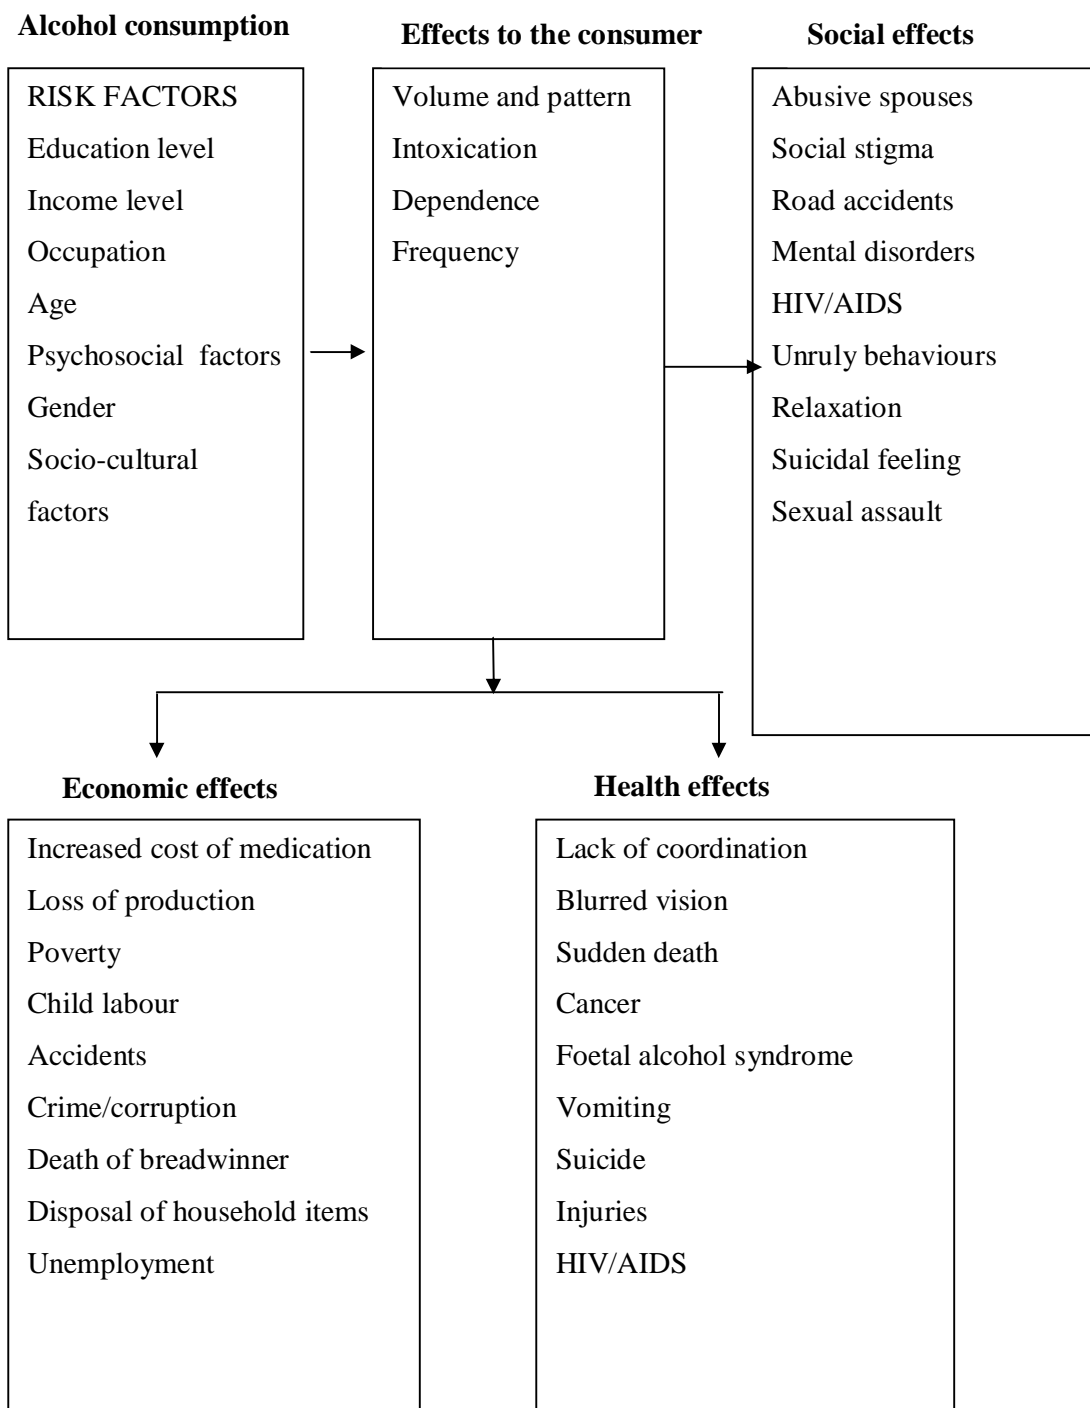 Alcohol consumption
RISK FACTORS
Education level
Income level
Occupation
Age
Psychosocial factors
Gender
Socio-cultural
factors
Effects to the consumer
Volume and pattern
Intoxication
Dependence
Frequency
Social effects
Abusive spouses
Social stigma
Road accidents
Mental disorders
HIV/AIDS
Unruly behaviours
Relaxation
Suicidal feeling
Sexual assault
Economic effects
Increased cost of medication
Loss of production
Poverty
Child labour
Accidents
Crime/corruption
Death of breadwinner
Disposal of household items
Unemployment
Health effects
Lack of coordination
Blurred vision
Sudden death
Cancer
Foetal alcohol syndrome
Vomiting
Suicide
Injuries
HIV/AIDS